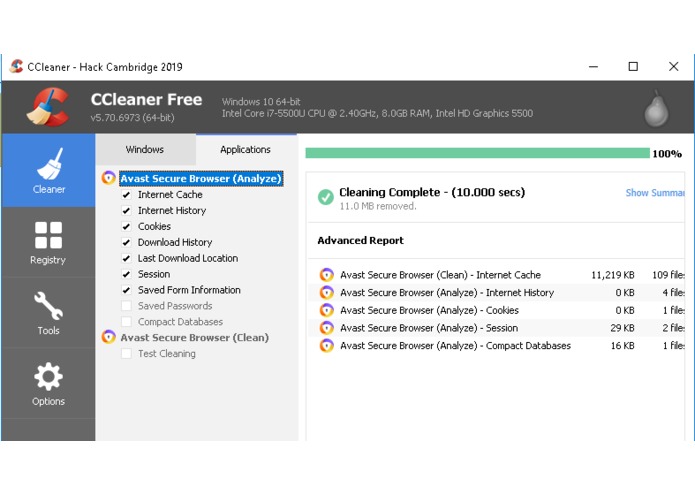 CCleaner - Hack Cambridge 2019
CCleaner Free
v5.70.6973 (64-bit)
Windows 10 64-bit
Intel Core i7-5500U CPU @ 2.40GHz, 8.0GB RAM, Intel HD Graphics 5500
Cleaner
Registry
Tools
Options
Windows
Applications
Avast Secure Browser (Analyze)
Internet Cache
Internet History
Cookies
Download History
Last Download Location
Session
Saved Form Information
Saved Passwords
Compact Databases
Avast Secure Browser (Clean)
Test Cleaning
100%
Cleaning Complete - (10.000 secs)
Show Summar
11.0 MB removed.
Advanced Report
Avast Secure Browser (Clean) - Internet Cache 11,219 KB 109 file
Avast Secure Browser (Analyze) - Internet History 0 KB 4 file
Avast Secure Browser (Analyze) - Cookies 0 KB 1 file
Avast Secure Browser (Analyze) - Session 29 KB 2 file
Avast Secure Browser (Analyze) - Compact Databases 16 KB 1 file